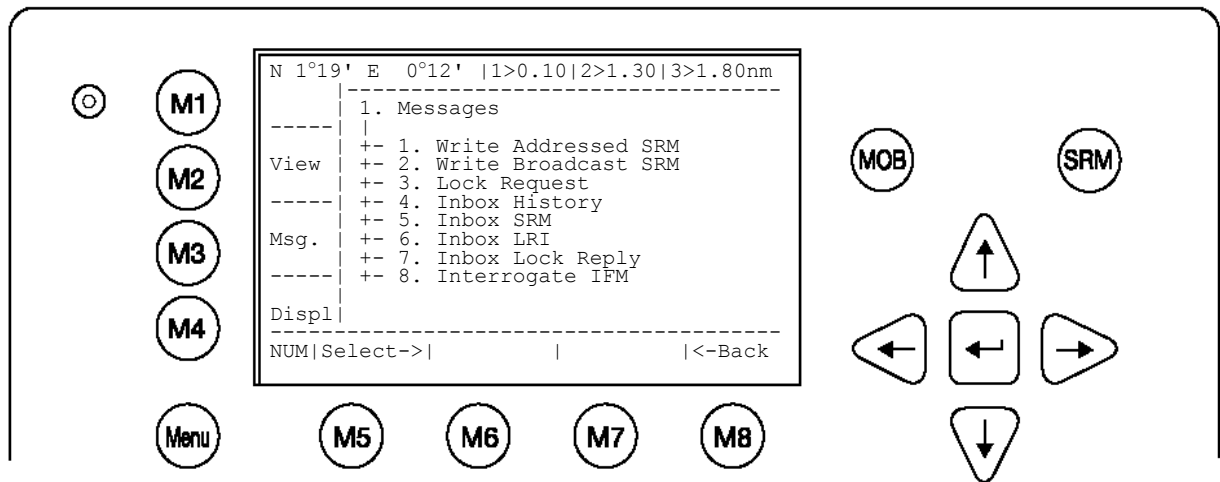 N 1°19' E 0°12' |1>0.10|2>1.30|3>1.80nm
M1
1. Messages
+- 1. Write Addressed SRM
View
+- 2. Write Broadcast SRM
M2
MOB
SRM
+- 3. Lock Request
+- 4. Inbox History
+- 5. Inbox SRM
Msg.
+- 6. Inbox LRI
M3
+- 7. Inbox Lock Reply
+- 8. Interrogate IFM
Displ
M4
NUM|Select->| | |<-Back
Menu
M5
M6
M7
M8